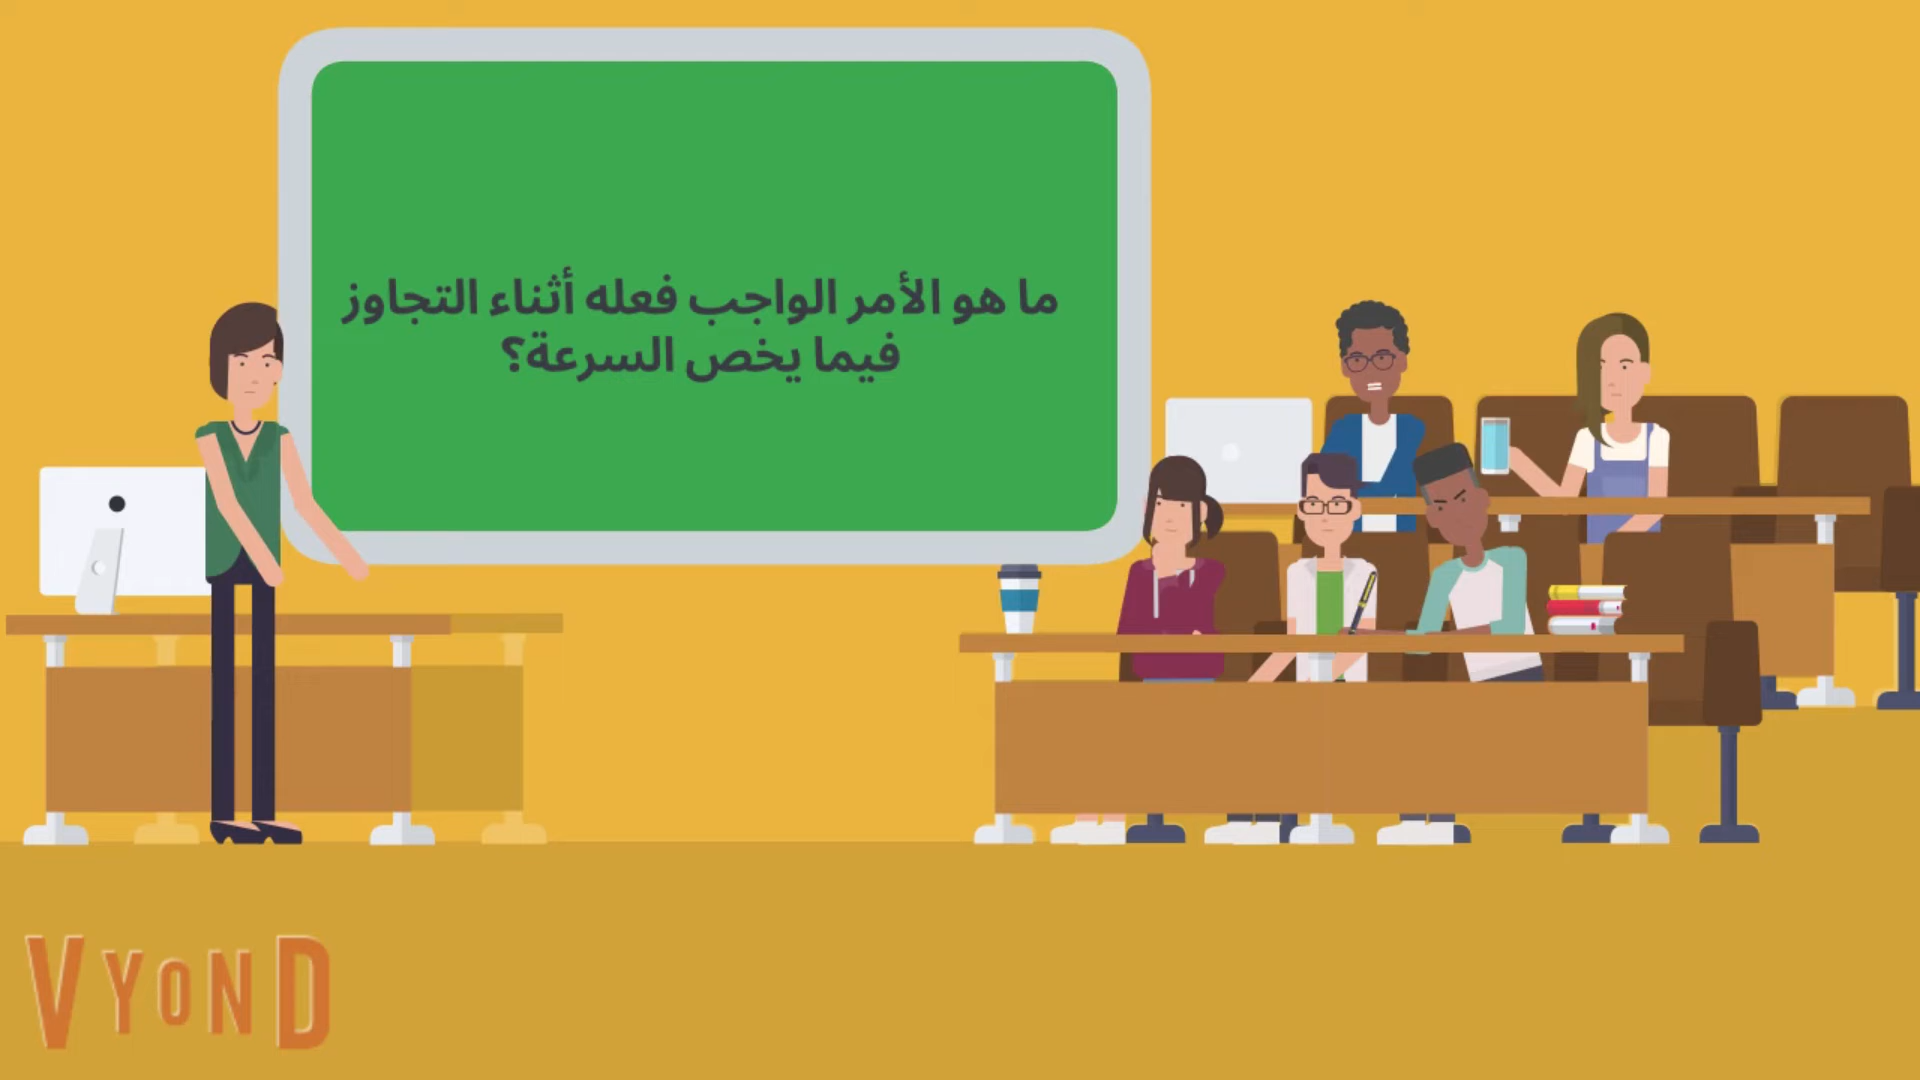 ما هو الأمر الواجب فعله أثناء التجاوز
فيما يخص السرعة؟
VYOND